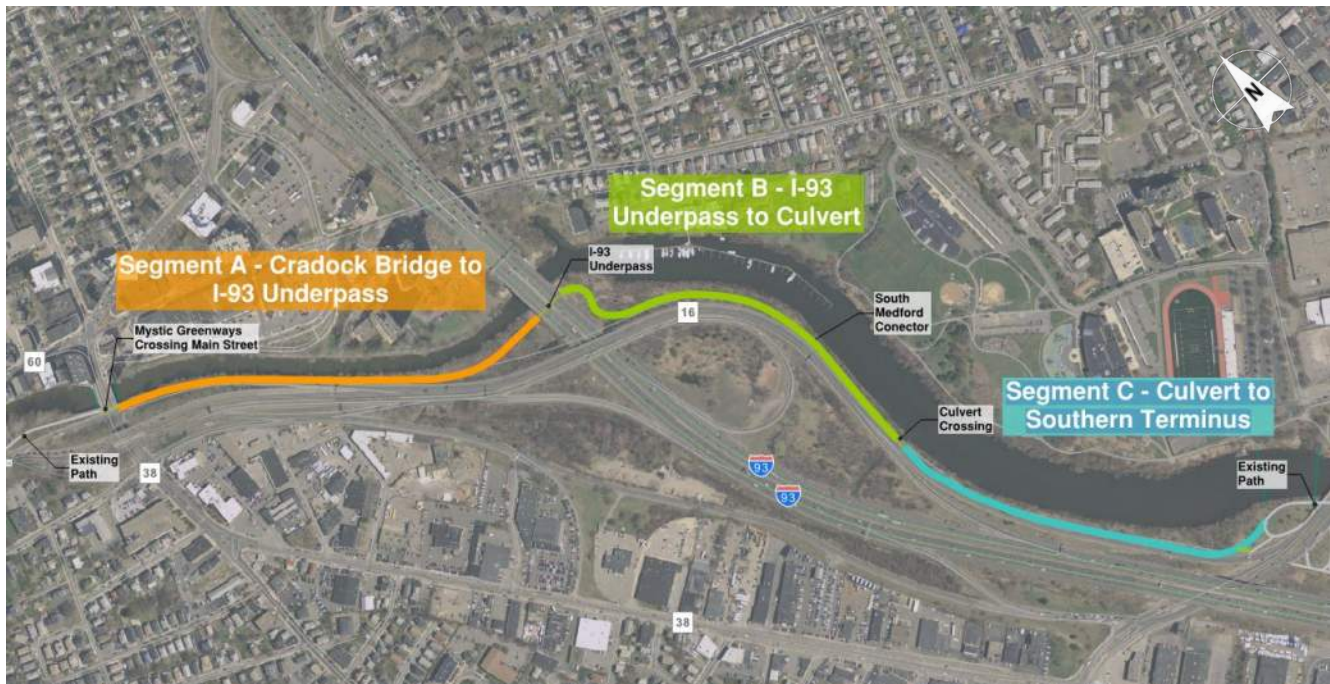 N
Segment B - I-93
Underpass to Culvert
I-93
Underpass
Segment A - Cradock Bridge to
I-93 Underpass
South
Medford
Conector
16
Mystic Greenways
Crossing Main Street
60
Segment C - Culvert to
Southern Terminus
Culvert
Crossing
Existing
Path
38
93
93
Existing
Path
38